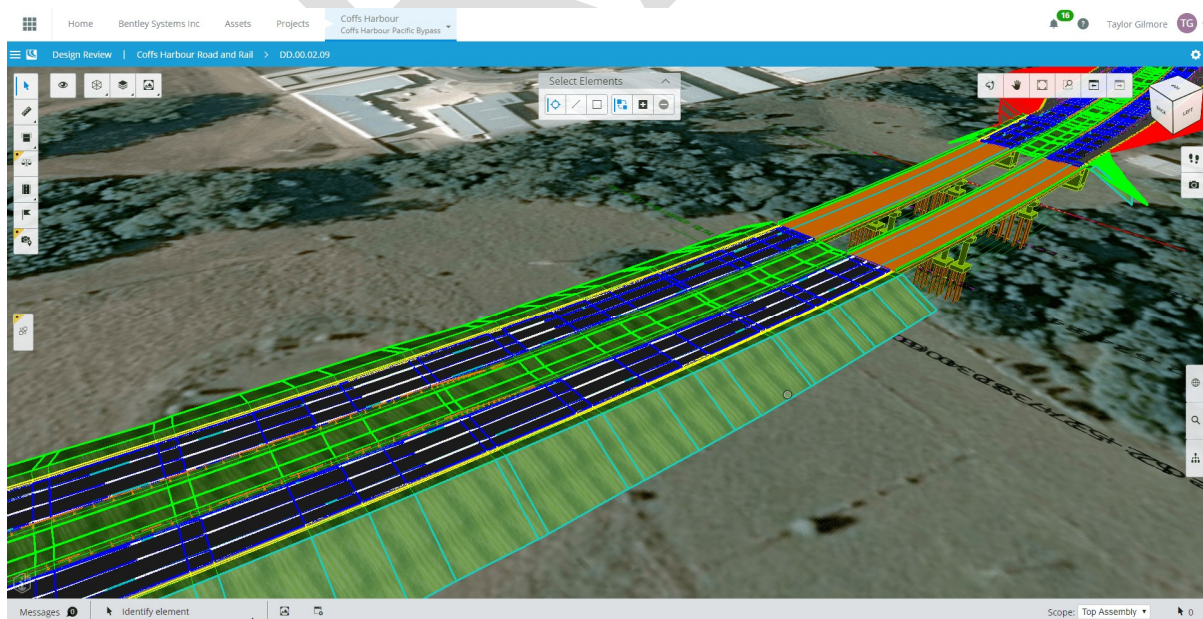 Home
Bentley Systems Inc
Assets
Projects
Coffs Harbour
Coffs Harbour Pacific Bypass
16
Taylor Gilmore
TG
Design Review | Coffs Harbour Road and Rail > DD.00.02.09
Select Elements
LEFT
Messages 0
Identify element
Scope: Top Assembly
0